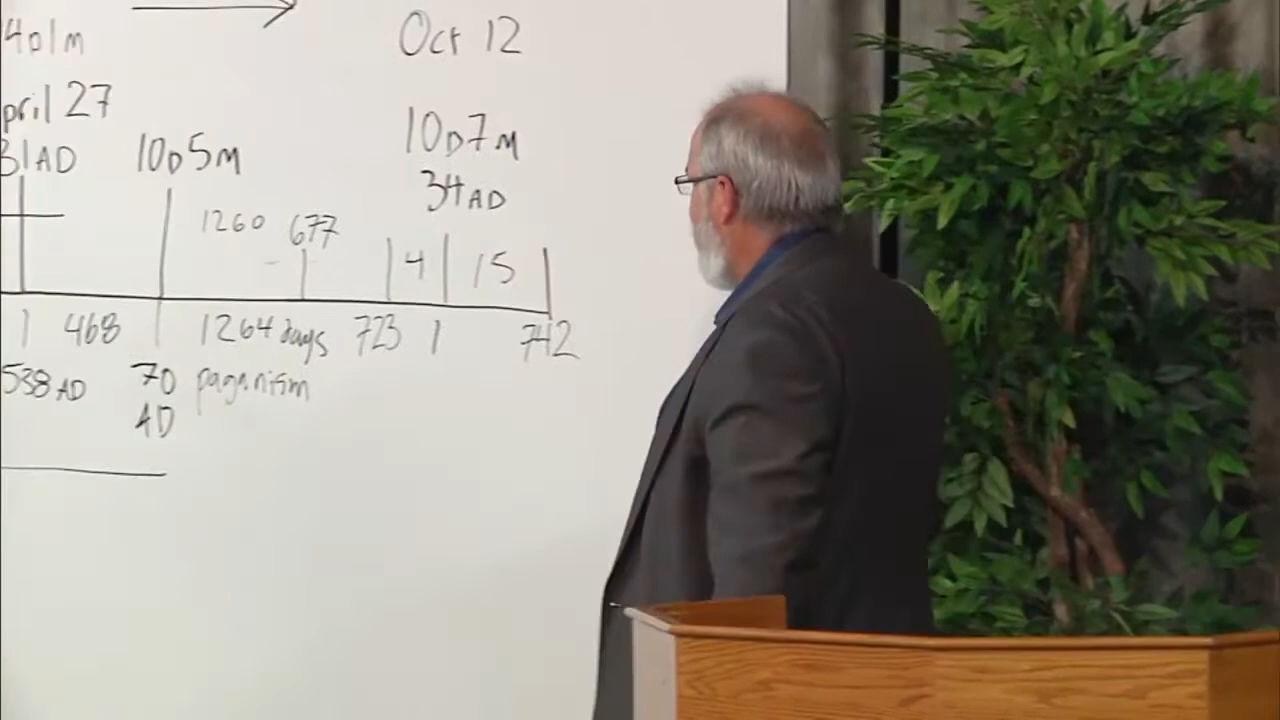 401m
Oct 12
pril 27
31AD
10D5M
10D7M
34AD
1260 677
4 15
1 468 1264 days 723 1 742
538 AD 70 paganism
AD